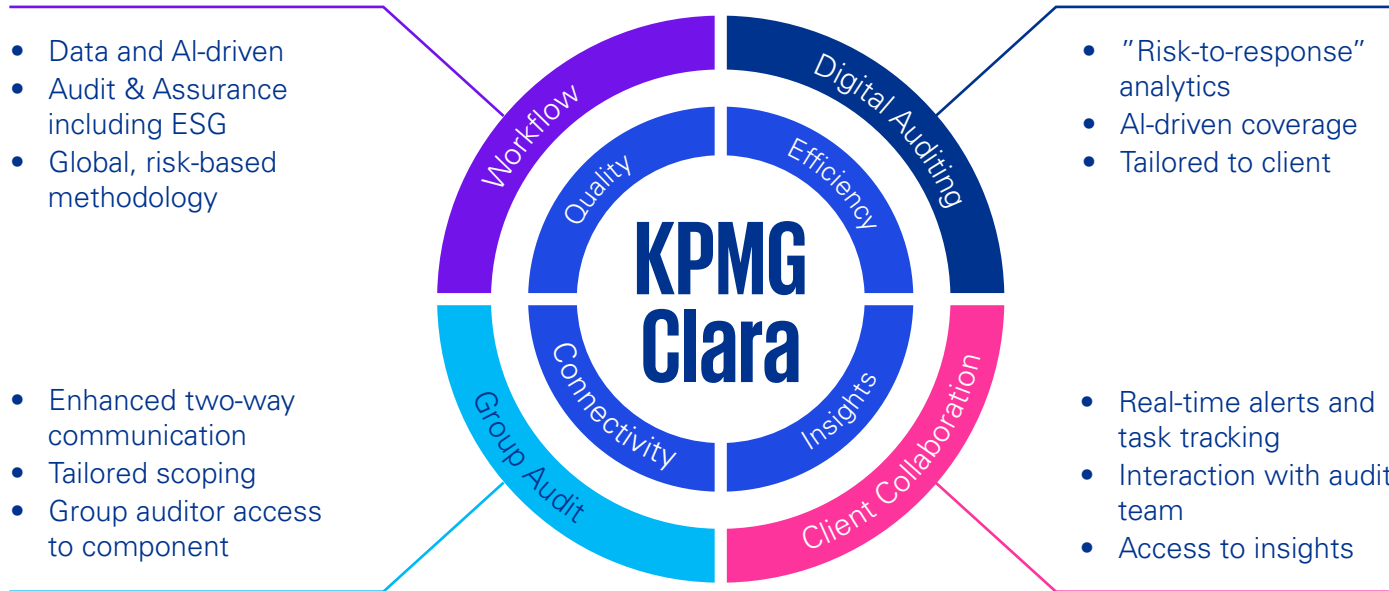 • Data and AI-driven
• Audit & Assurance
including ESG
• Global, risk-based
methodology
Workflow
Digital Auditing
• ”Risk-to-response”
analytics
• AI-driven coverage
• Tailored to client
Quality
Efficiency
KPMG
Clara
Connectivity
Insights
• Enhanced two-way
communication
• Tailored scoping
• Group auditor access
to component
Group Audit
Client Collaboration
• Real-time alerts and
task tracking
• Interaction with audit
team
• Access to insights